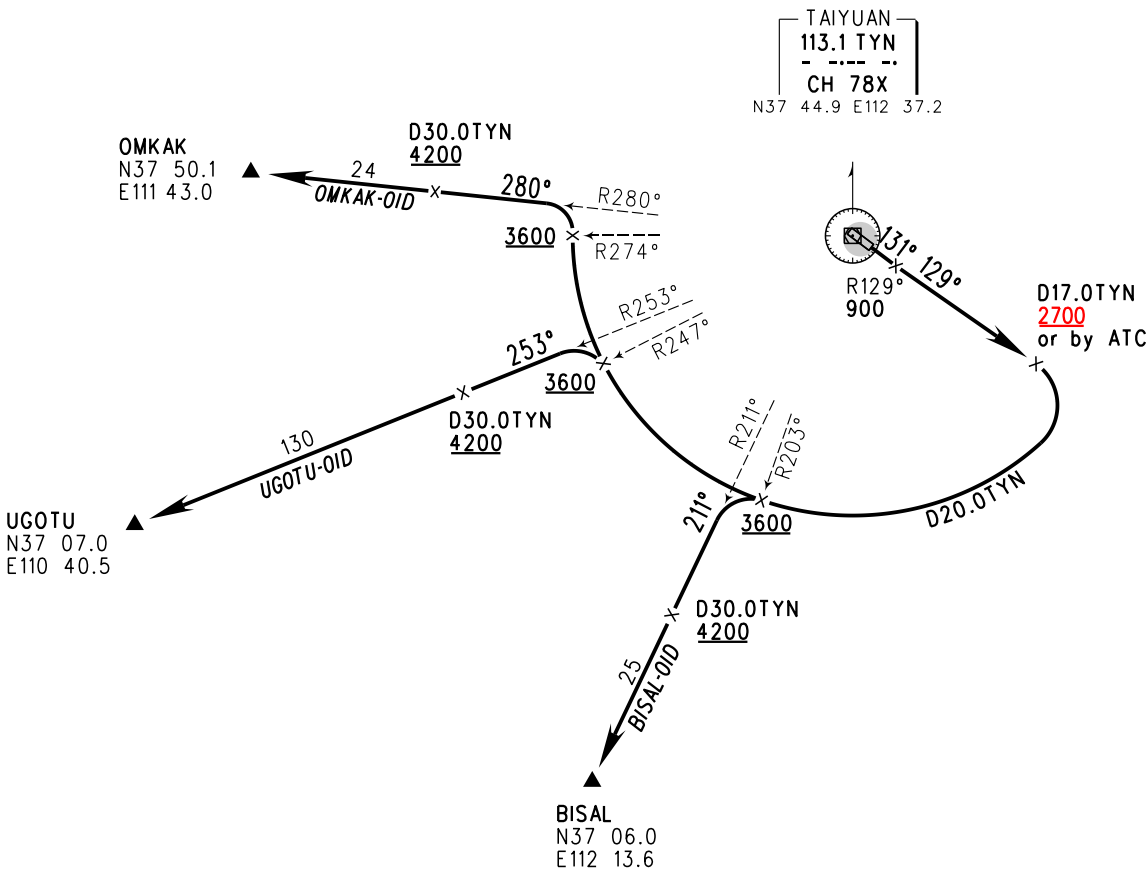 TAIYUAN
113.1 TYN
CH 78X
N37 44.9 E112 37.2
OMKAK
N37 50.1
E111 43.0
D30.0TYN
4200
24
OMKAK-01D
280°
R280°
3600
R274°
131° 129°
R129°
900
D17.0TYN
2700
or by ATC
R253°
R247°
253°
3600
D30.0TYN
4200
130
UGOTU-01D
UGOTU
N37 07.0
E110 40.5
R211°
R203°
211°
3600
D20.0TYN
D30.0TYN
4200
25
BISAL-01D
BISAL
N37 06.0
E112 13.6